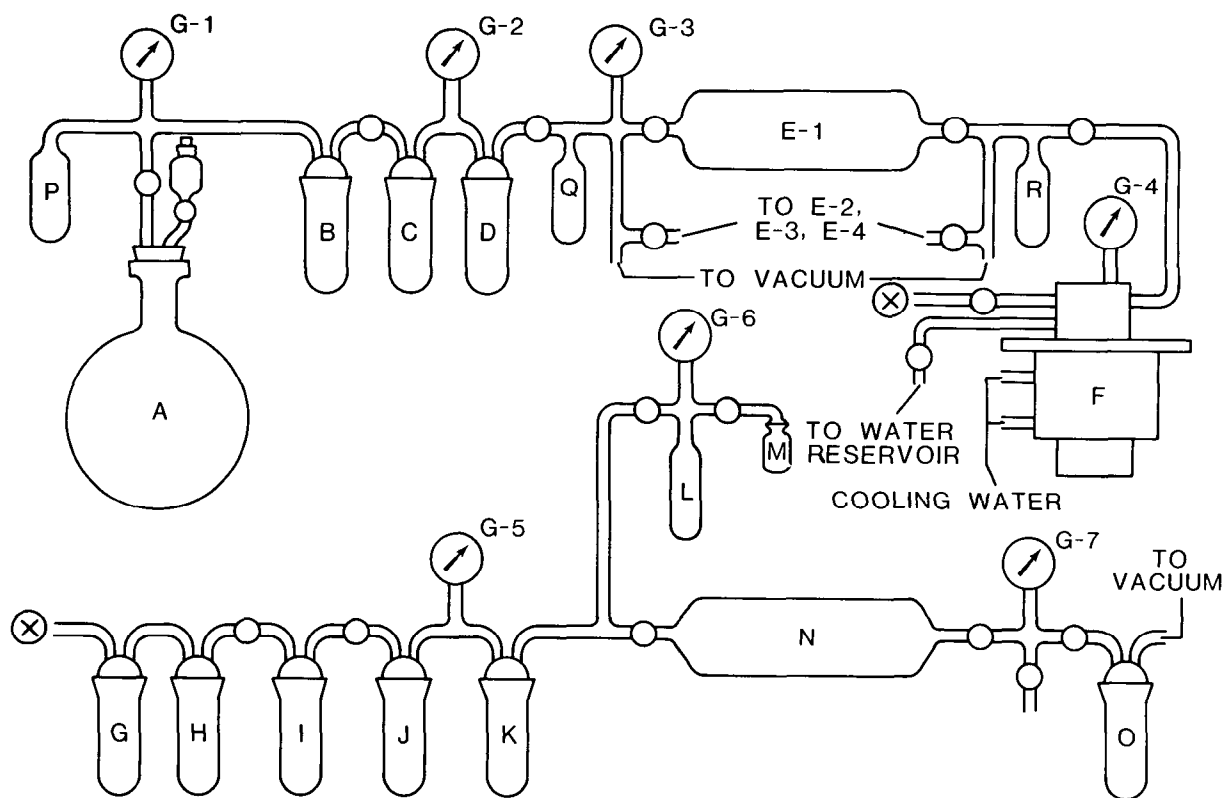 G-1
G-2
G-3
P
B
C
D
Q
E-1
R
G-4
TO E-2,
E-3, E-4
TO VACUUM
A
G-6
F
TO WATER
RESERVOIR
M
L
COOLING WATER
G-5
G-7
TO
VACUUM
N
G
H
I
J
K
O